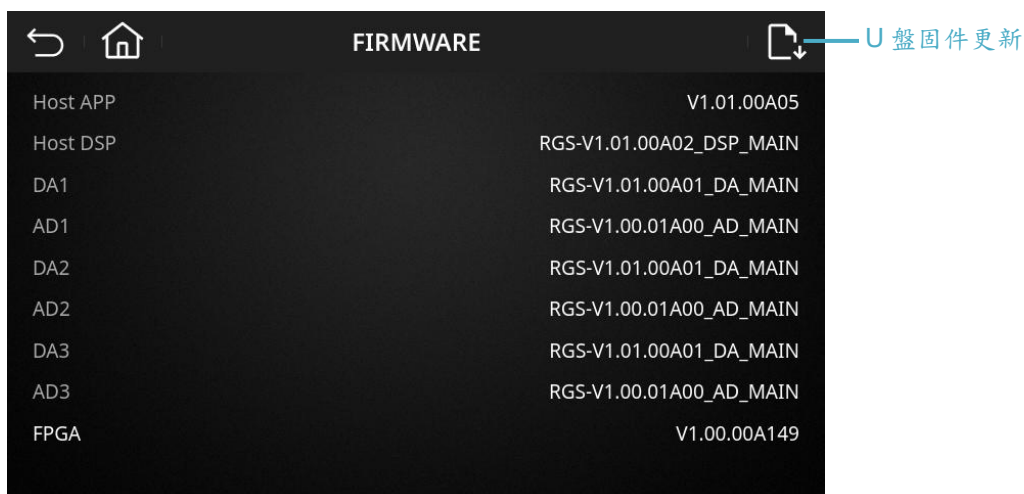 FIRMWARE
U 盤固件更新
Host APP V1.01.00A05
Host DSP RGS-V1.01.00A02_DSP_MAIN
DA1 RGS-V1.01.00A01_DA_MAIN
AD1 RGS-V1.00.01A00_AD_MAIN
DA2 RGS-V1.01.00A01_DA_MAIN
AD2 RGS-V1.00.01A00_AD_MAIN
DA3 RGS-V1.01.00A01_DA_MAIN
AD3 RGS-V1.00.01A00_AD_MAIN
FPGA V1.00.00A149